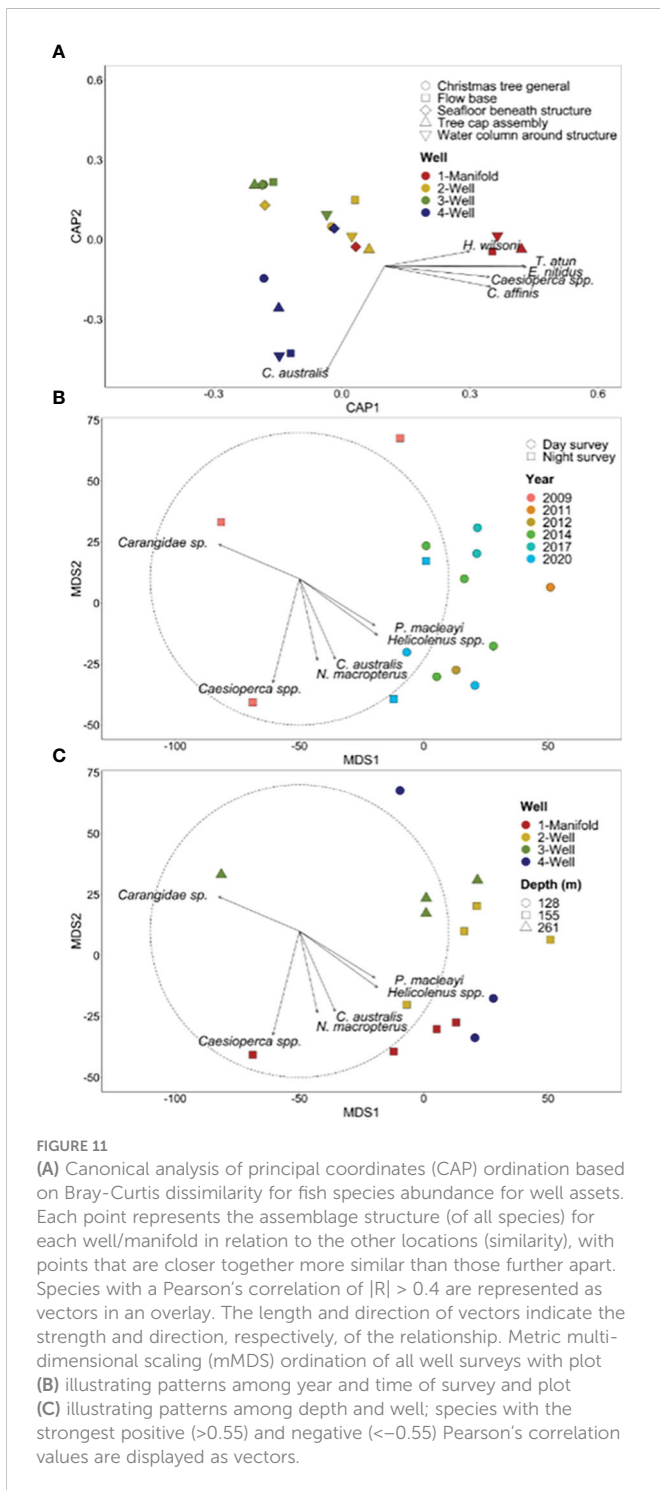 A
0.6
0.3
0.0
-0.3
CAP2
Christmas tree general
Flow base
Seafloor beneath structure
Tree cap assembly
Water column around structure
Well
1-Manifold
2-Well
3-Well
4-Well
H. wilsoni
T. atun
E. nitidus
Caesioperca spp.
C. affinis
C. australis
-0.3
0.0
0.3
0.6
CAP1
B
75
50
25
0
-25
-50
MDS2
Day survey
Night survey
Year
2009
2011
2012
2014
2017
2020
Carangidae sp.
P. macleayi
Helicolenus spp.
C. australis
N. macropterus
Caesioperca spp.
-100
-50
0
50
MDS1
C
75
50
25
0
-25
-50
MDS2
Well
1-Manifold
2-Well
3-Well
4-Well
Depth (m)
128
155
261
Carangidae sp.
P. macleayi
Helicolenus spp.
C. australis
N. macropterus
Caesioperca spp.
-100
-50
0
50
MDS1
FIGURE 11
(A) Canonical analysis of principal coordinates (CAP) ordination based
on Bray-Curtis dissimilarity for fish species abundance for well assets.
Each point represents the assemblage structure (of all species) for
each well/manifold in relation to the other locations (similarity), with
points that are closer together more similar than those further apart.
Species with a Pearson's correlation of |R| > 0.4 are represented as
vectors in an overlay. The length and direction of vectors indicate the
strength and direction, respectively, of the relationship. Metric multi-
dimensional scaling (mMDS) ordination of all well surveys with plot
(B) illustrating patterns among year and time of survey and plot
(C) illustrating patterns among depth and well; species with the
strongest positive (>0.55) and negative (<−0.55) Pearson's correlation
values are displayed as vectors.